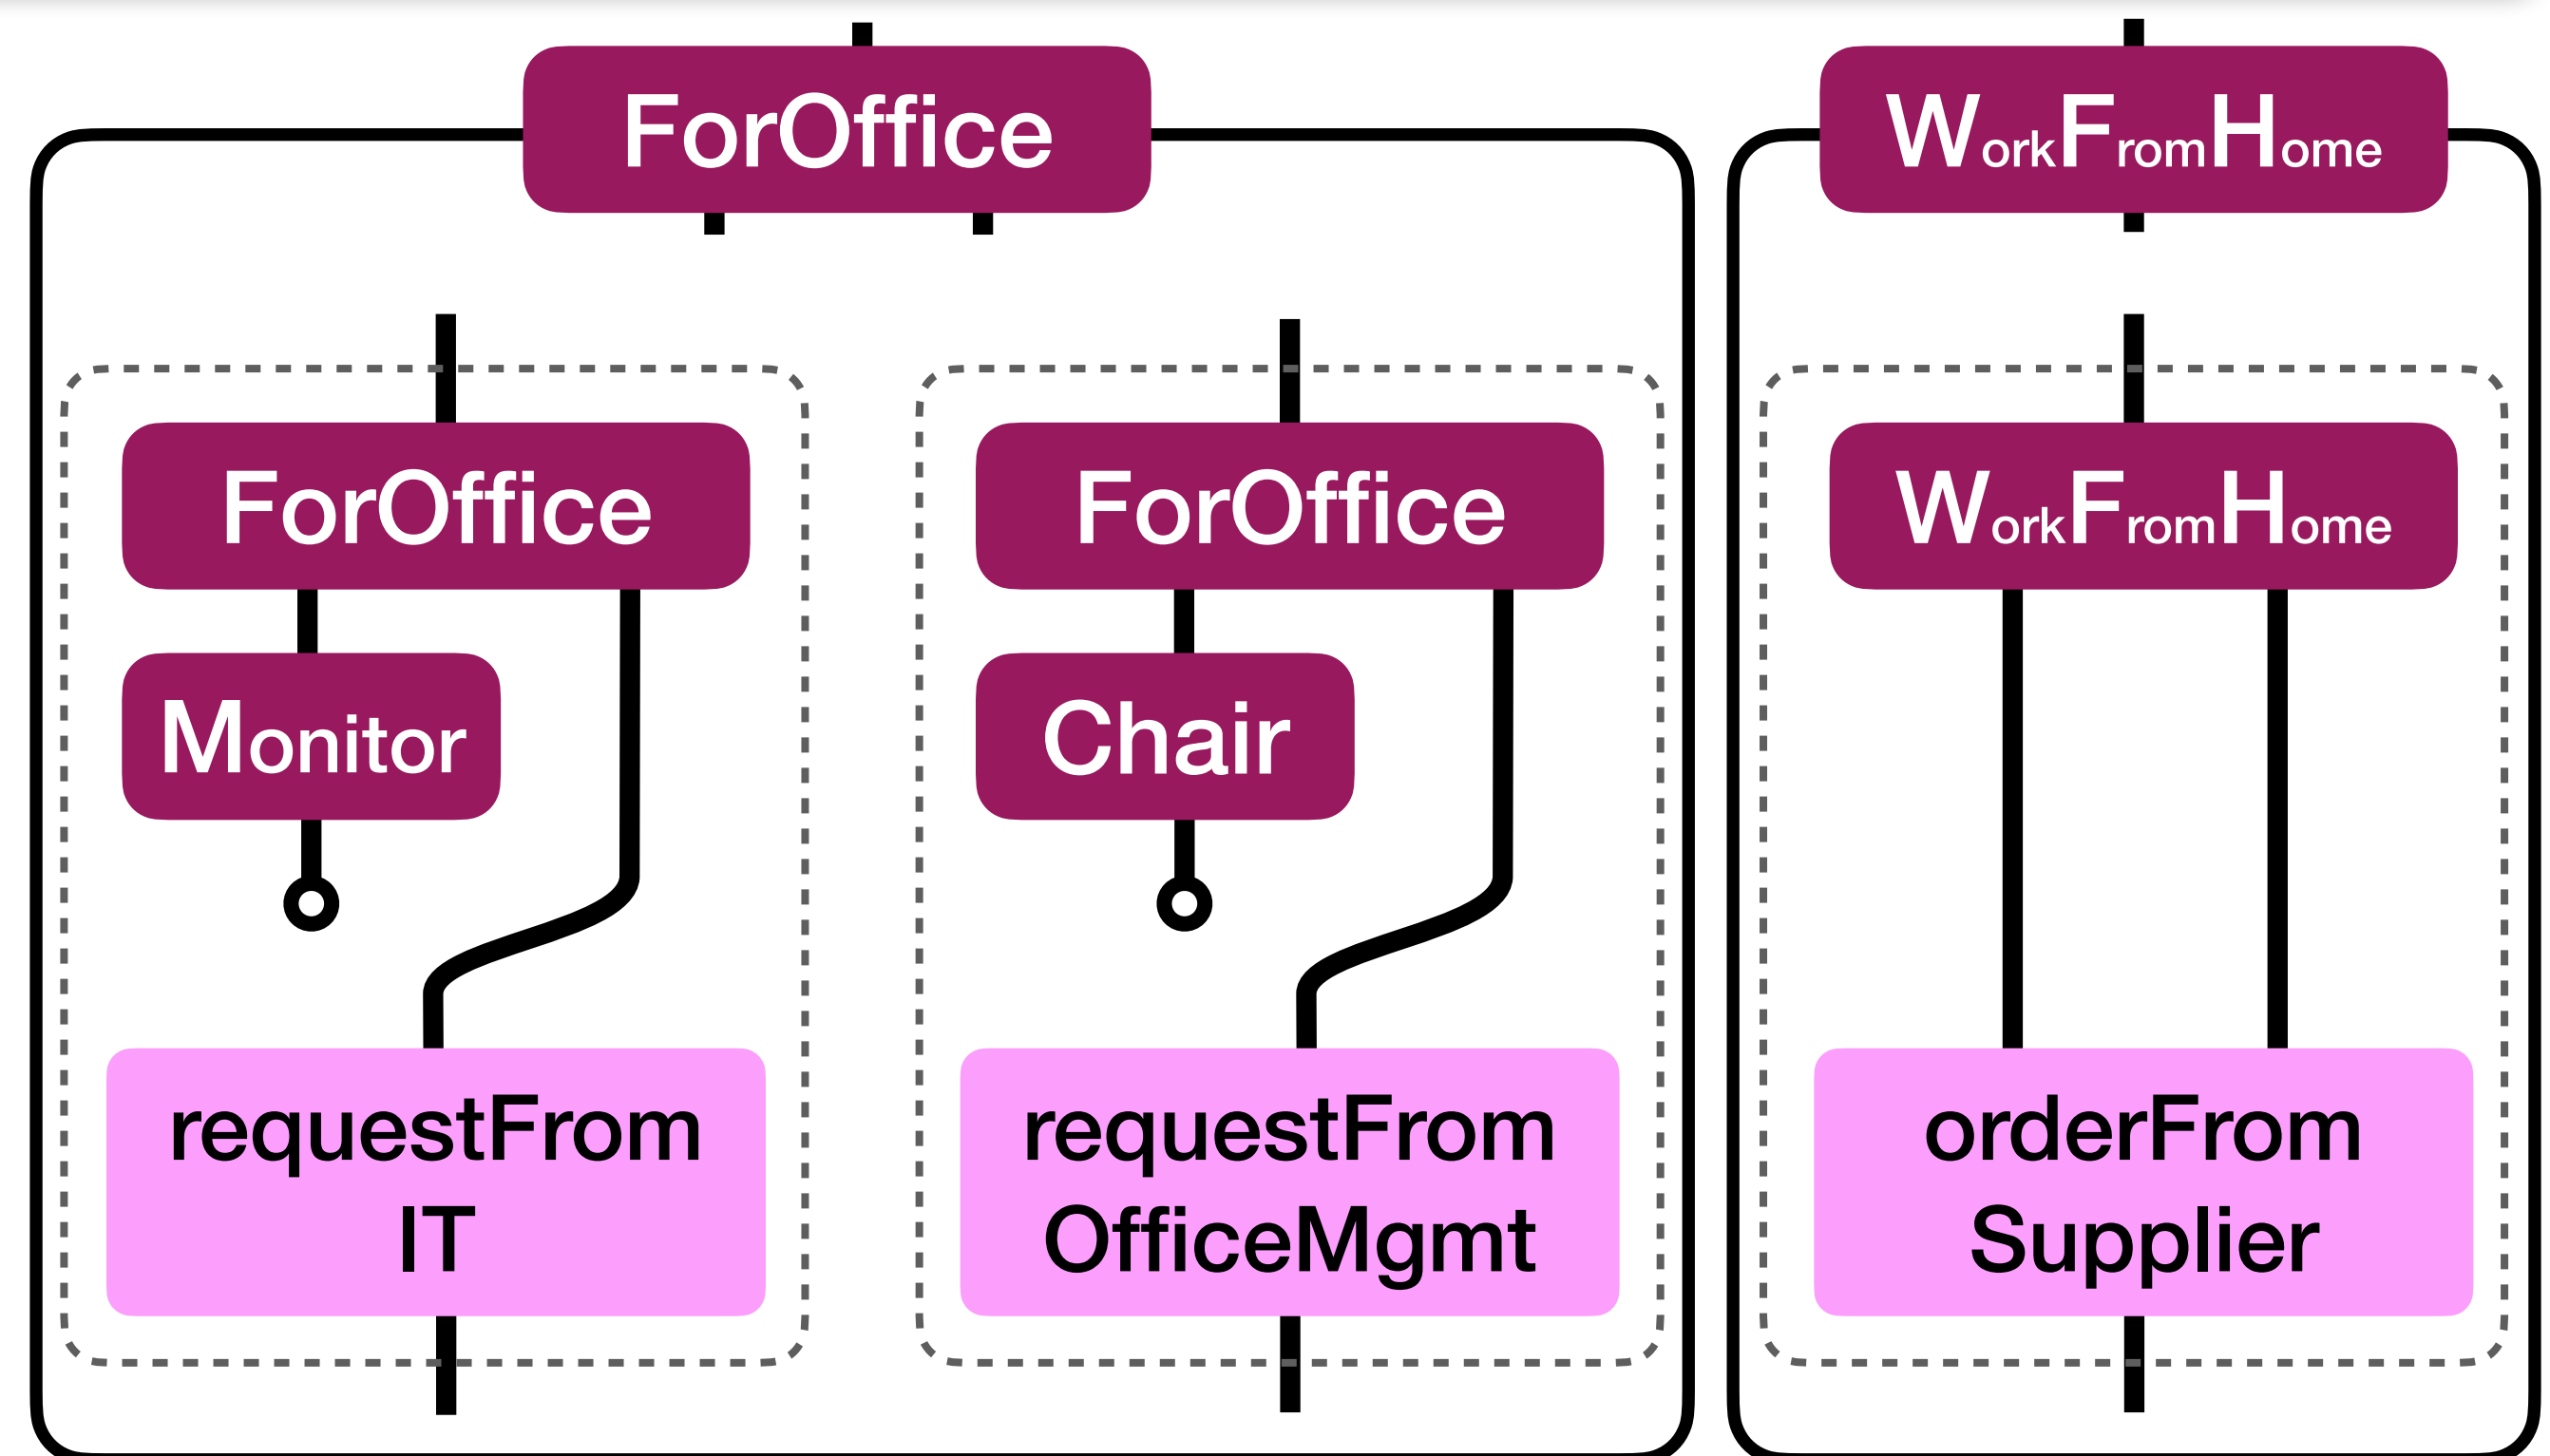 ForOffice
WorkFromHome
ForOffice
ForOffice
WorkFromHome
Monitor
Chair
requestFrom
IT
requestFrom
OfficeMgmt
orderFrom
Supplier